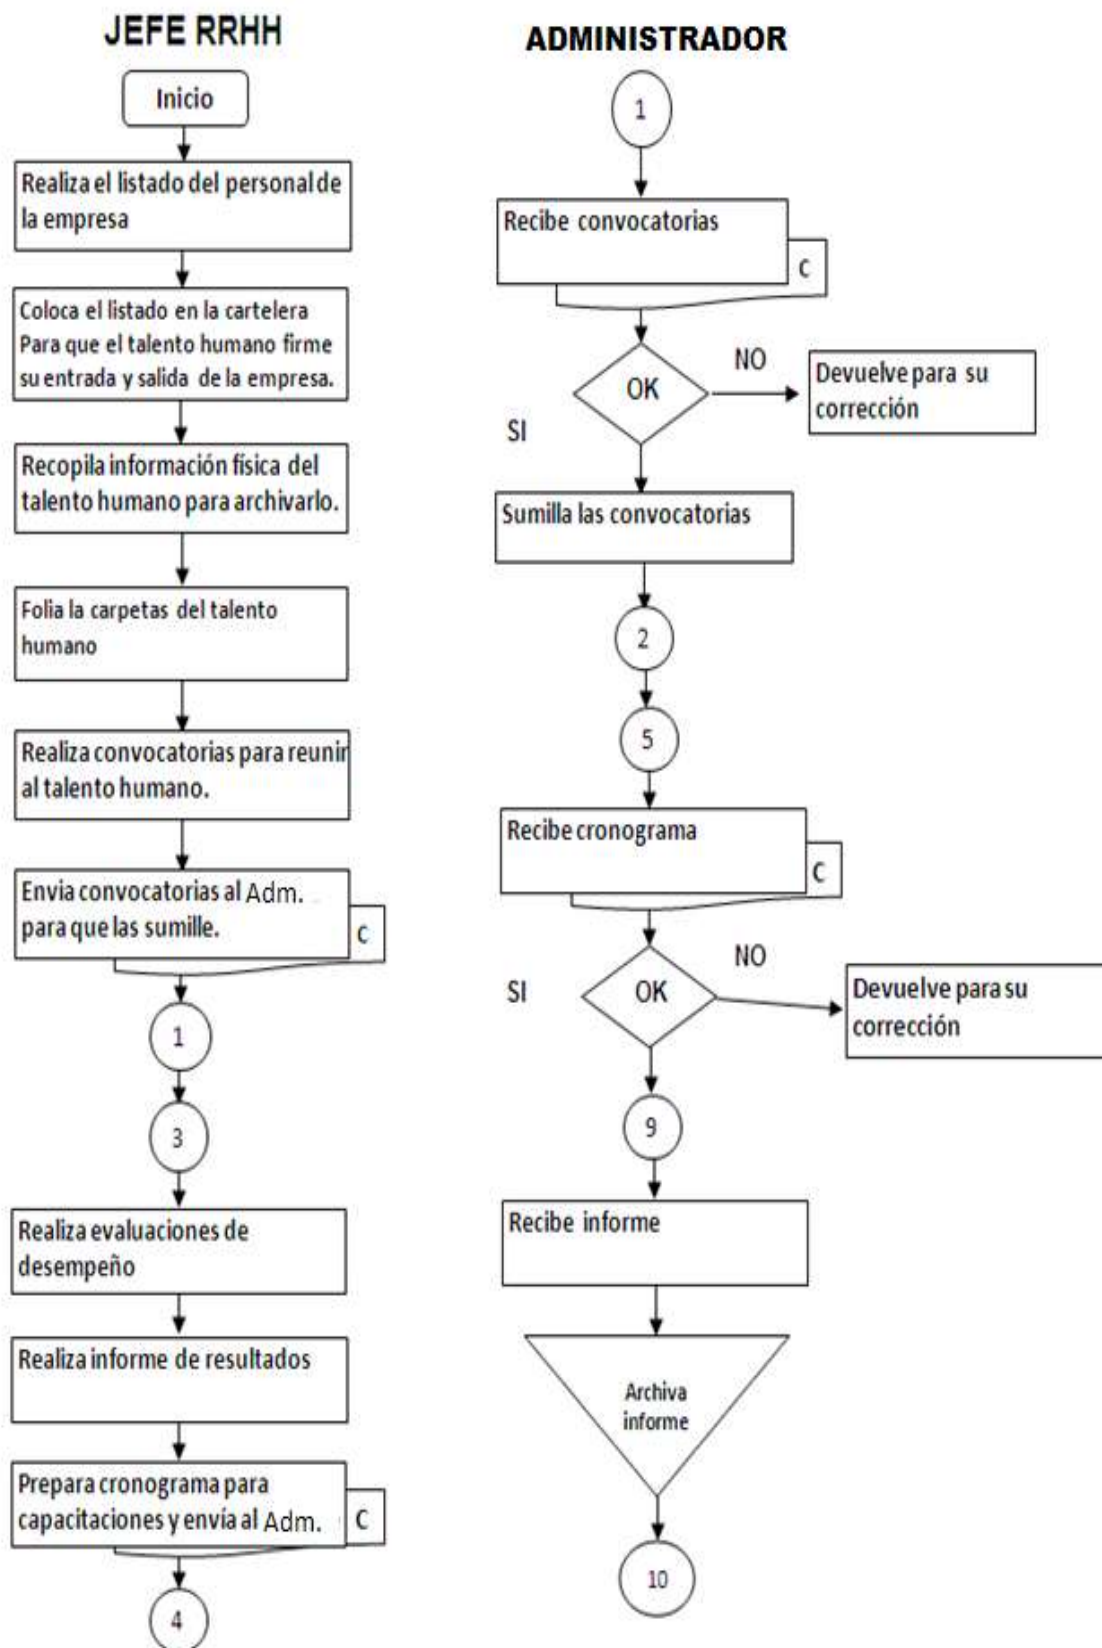 JEFE RRHH
Inicio
Realiza el listado del personal de
la empresa
Coloca el listado en la cartelera
Para que el talento humano firme
su entrada y salida de la empresa.
Recopila información física del
talento humano para archivarlo.
Folia la carpetas del talento
humano
Realiza convocatorias para reunir
al talento humano.
Envia convocatorias al Adm.
para que las sumille.
C
1
3
Realiza evaluaciones de
desempeño
Realiza informe de resultados
Prepara cronograma para
capacitaciones y envía al Adm.
C
4
ADMINISTRADOR
1
Recibe convocatorias
C
OK
NO
Devuelve para su
corrección
SI
Sumilla las convocatorias
2
5
Recibe cronograma
C
OK
NO
Devuelve para su
corrección
SI
9
Recibe informe
Archiva
informe
10